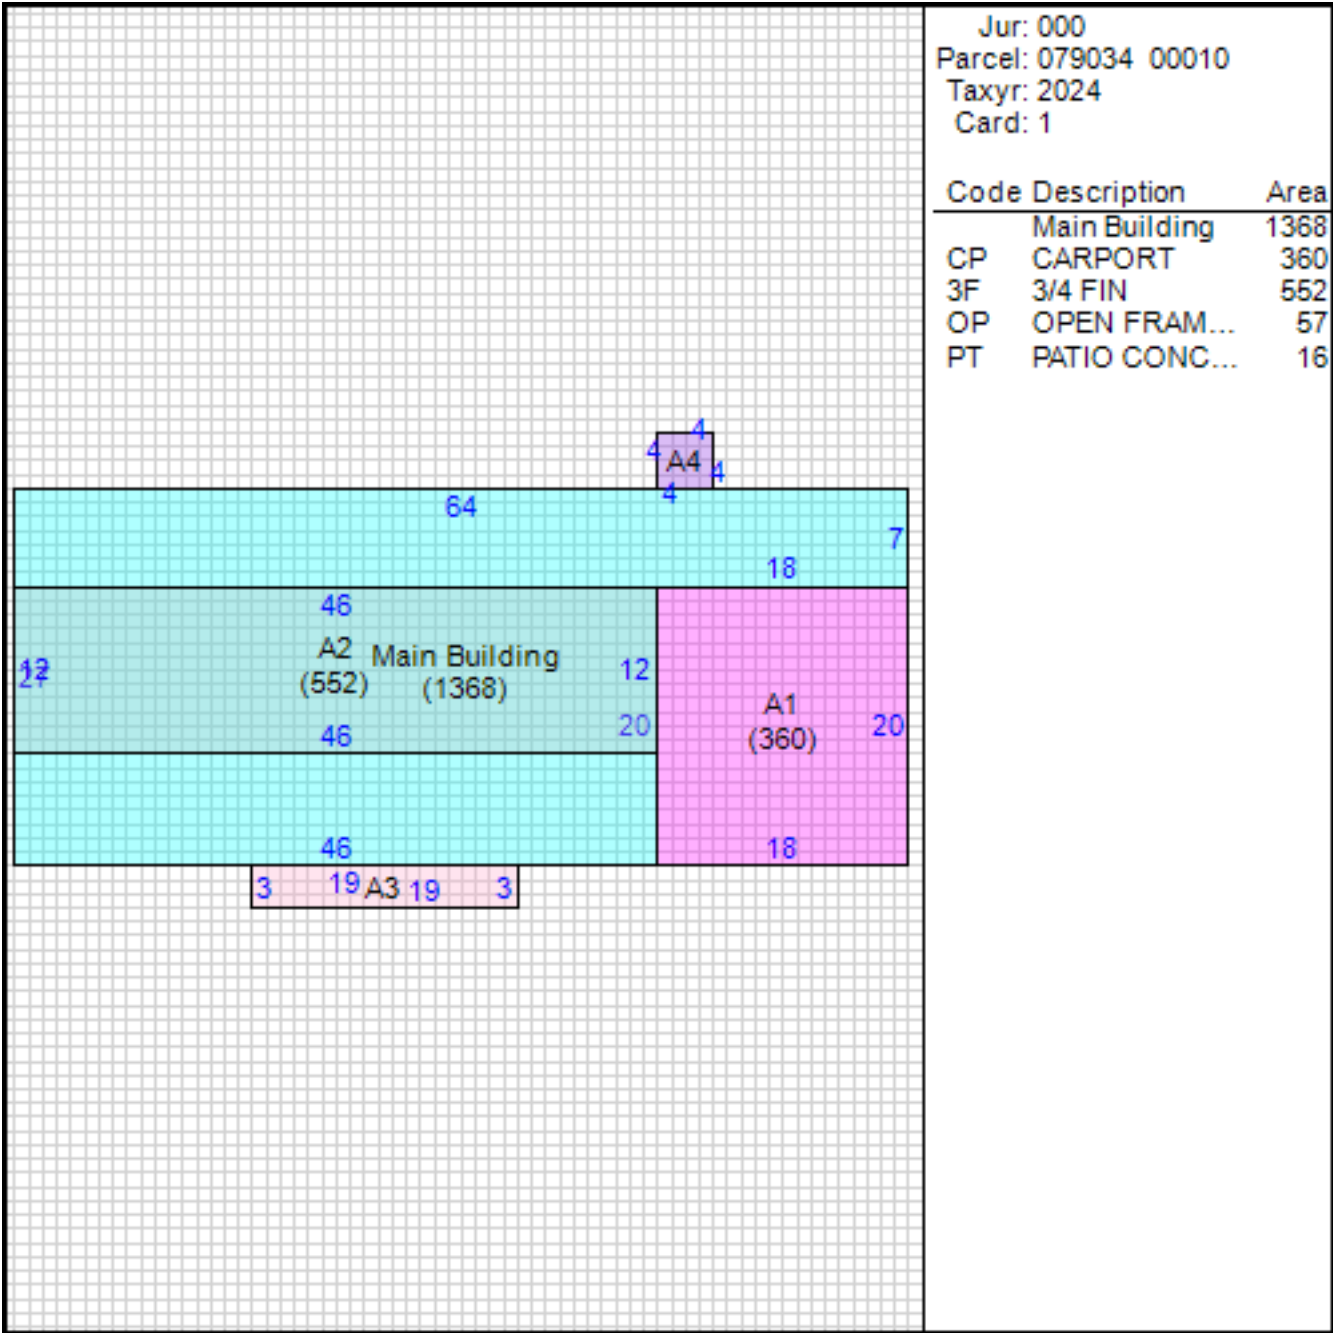 Jur: 000
Parcel: 079034 00010
Taxyr: 2024
Card: 1
Code Description Area
Main Building 1368
CP CARPORT 360
3F 3/4 FIN 552
OP OPEN FRAM... 57
PT PATIO CONC... 16
4
4
A4
4
4
64
7
18
46
A2
(552)
Main Building
(1368)
12
12
20
46
A1
(360)
20
46
18
3
19
A3
19
3